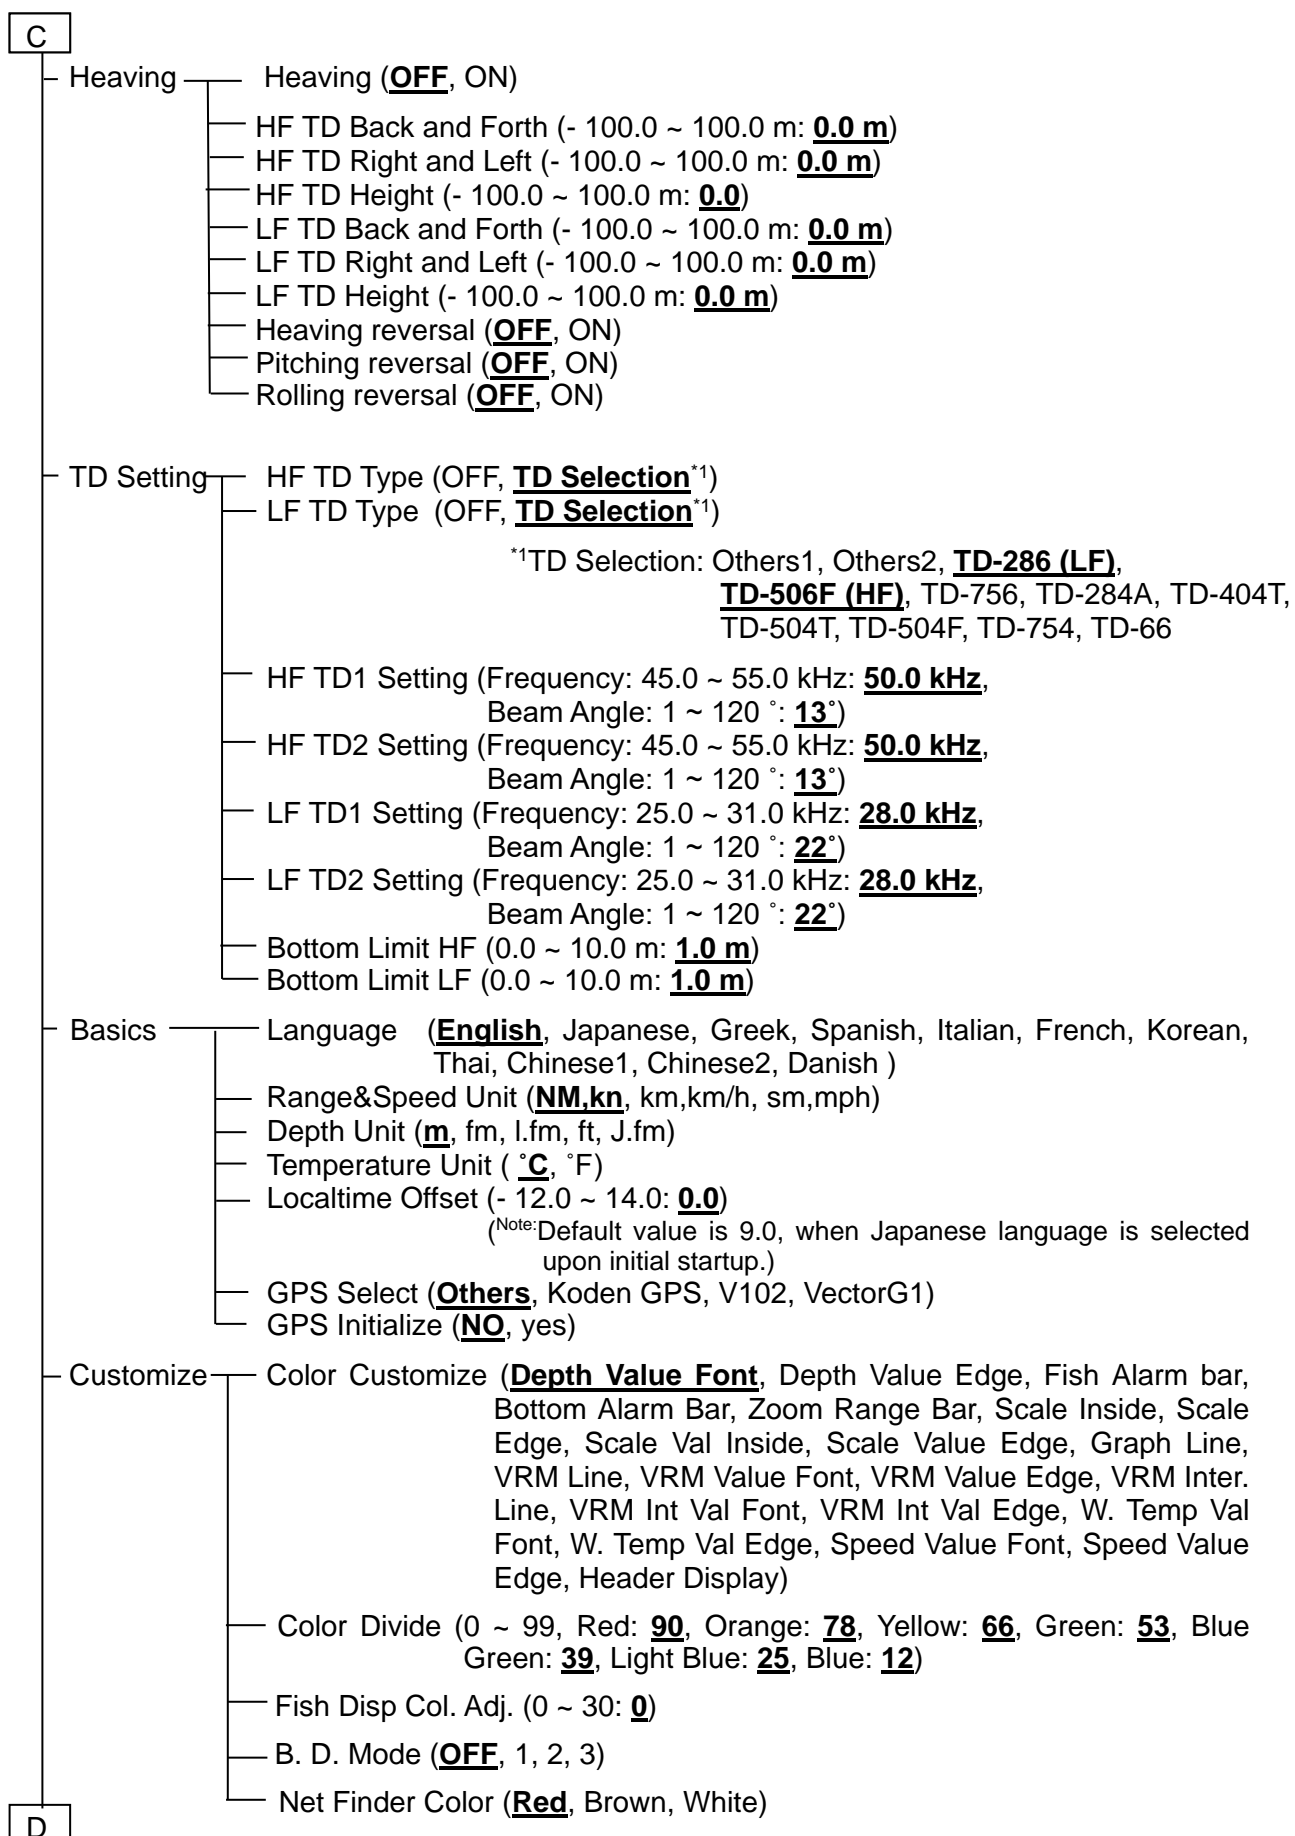 C
Heaving Heaving (OFF, ON)
HF TD Back and Forth (- 100.0 ~ 100.0 m: 0.0 m)
HF TD Right and Left (- 100.0 ~ 100.0 m: 0.0 m)
HF TD Height (- 100.0 ~ 100.0 m: 0.0)
LF TD Back and Forth (- 100.0 ~ 100.0 m: 0.0 m)
LF TD Right and Left (- 100.0 ~ 100.0 m: 0.0 m)
LF TD Height (- 100.0 ~ 100.0 m: 0.0 m)
Heaving reversal (OFF, ON)
Pitching reversal (OFF, ON)
Rolling reversal (OFF, ON)
TD Setting HF TD Type (OFF, TD Selection*1)
LF TD Type (OFF, TD Selection*1)
*1TD Selection: Others1, Others2, TD-286 (LF),
TD-506F (HF), TD-756, TD-284A, TD-404T,
TD-504T, TD-504F, TD-754, TD-66
HF TD1 Setting (Frequency: 45.0 ~ 55.0 kHz: 50.0 kHz,
Beam Angle: 1 ~ 120 ˚: 13˚)
HF TD2 Setting (Frequency: 45.0 ~ 55.0 kHz: 50.0 kHz,
Beam Angle: 1 ~ 120 ˚: 13˚)
LF TD1 Setting (Frequency: 25.0 ~ 31.0 kHz: 28.0 kHz,
Beam Angle: 1 ~ 120 ˚: 22˚)
LF TD2 Setting (Frequency: 25.0 ~ 31.0 kHz: 28.0 kHz,
Beam Angle: 1 ~ 120 ˚: 22˚)
Bottom Limit HF (0.0 ~ 10.0 m: 1.0 m)
Bottom Limit LF (0.0 ~ 10.0 m: 1.0 m)
Basics Language (English, Japanese, Greek, Spanish, Italian, French, Korean,
Thai, Chinese1, Chinese2, Danish )
Range&Speed Unit (NM,kn, km,km/h, sm,mph)
Depth Unit (m, fm, I.fm, ft, J.fm)
Temperature Unit ( ˚C, ˚F)
Localtime Offset (- 12.0 ~ 14.0: 0.0)
(Note:Default value is 9.0, when Japanese language is selected
upon initial startup.)
GPS Select (Others, Koden GPS, V102, VectorG1)
GPS Initialize (NO, yes)
Customize Color Customize (Depth Value Font, Depth Value Edge, Fish Alarm bar,
Bottom Alarm Bar, Zoom Range Bar, Scale Inside, Scale
Edge, Scale Val Inside, Scale Value Edge, Graph Line,
VRM Line, VRM Value Font, VRM Value Edge, VRM Inter.
Line, VRM Int Val Font, VRM Int Val Edge, W. Temp Val
Font, W. Temp Val Edge, Speed Value Font, Speed Value
Edge, Header Display)
Color Divide (0 ~ 99, Red: 90, Orange: 78, Yellow: 66, Green: 53, Blue
Green: 39, Light Blue: 25, Blue: 12)
Fish Disp Col. Adj. (0 ~ 30: 0)
B. D. Mode (OFF, 1, 2, 3)
Net Finder Color (Red, Brown, White)
D